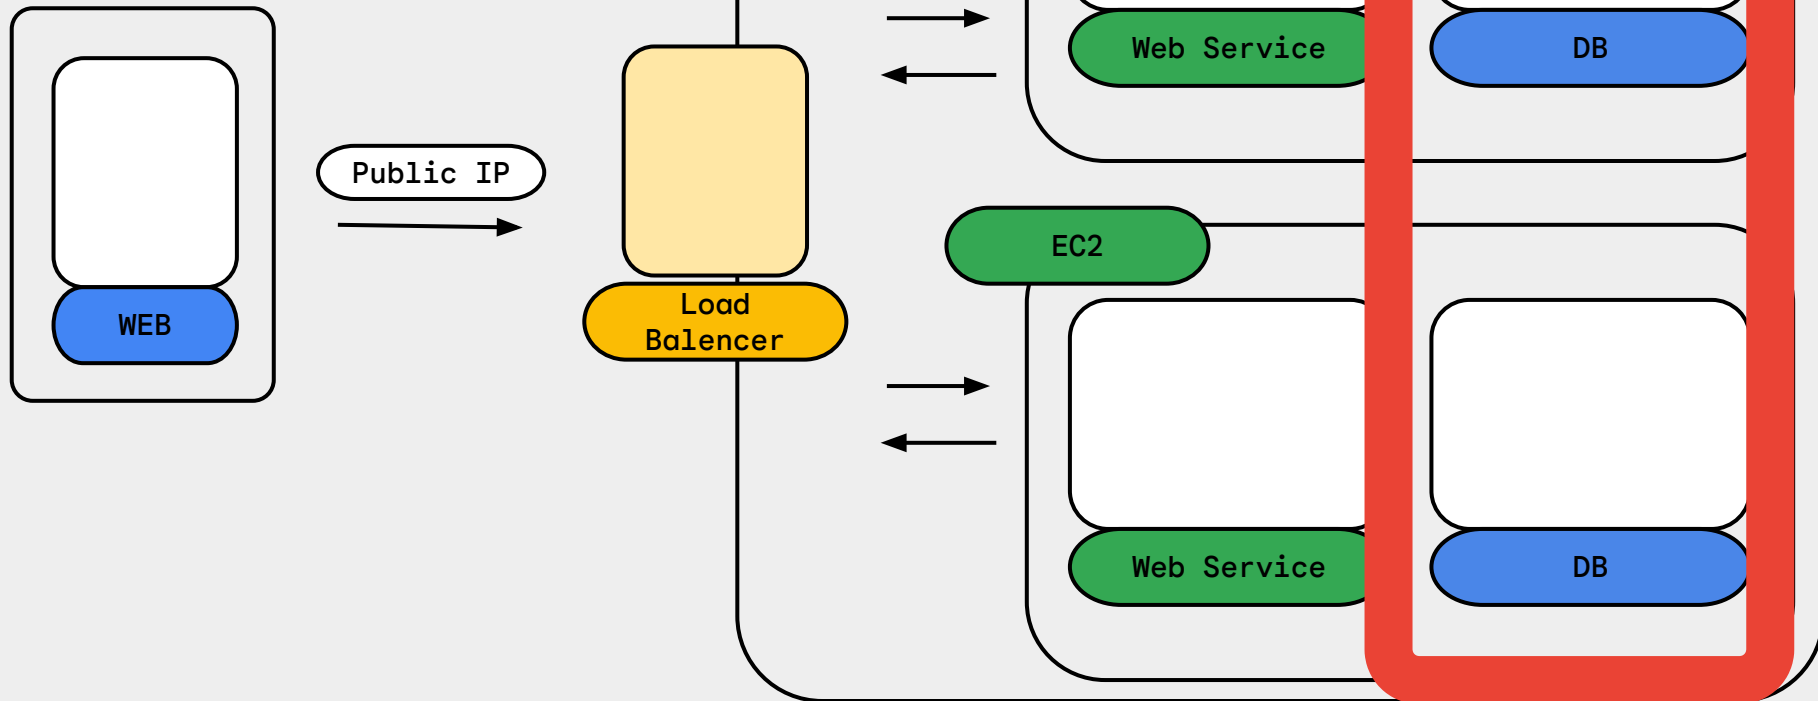 Web Service
DB
Public IP
EC2
Load
Balencer
WEB
Web Service
DB